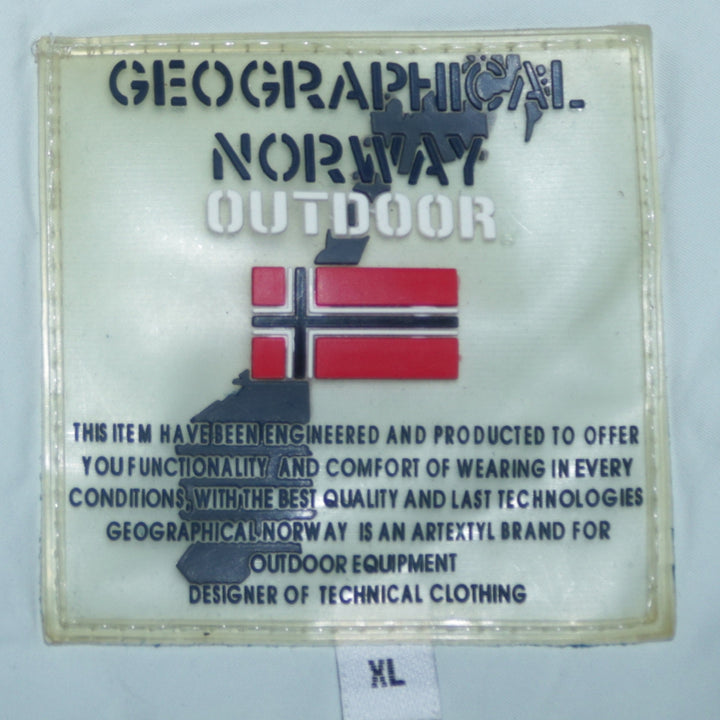 GEOGRAPHICAL
NORWAY
OUTDOOR
THIS ITEM HAVE BEEN ENGINEERED AND PRODUCTED TO OFFER
YOU FUNCTIONALITY AND COMFORT OF WEARING IN EVERY
CONDITIONS, WITH THE BEST QUALITY AND LAST TECHNOLOGIES
GEOGRAPHICAL NORWAY IS AN ARTEXTYL BRAND FOR
OUTDOOR EQUIPMENT
DESIGNER OF TECHNICAL CLOTHING
XL